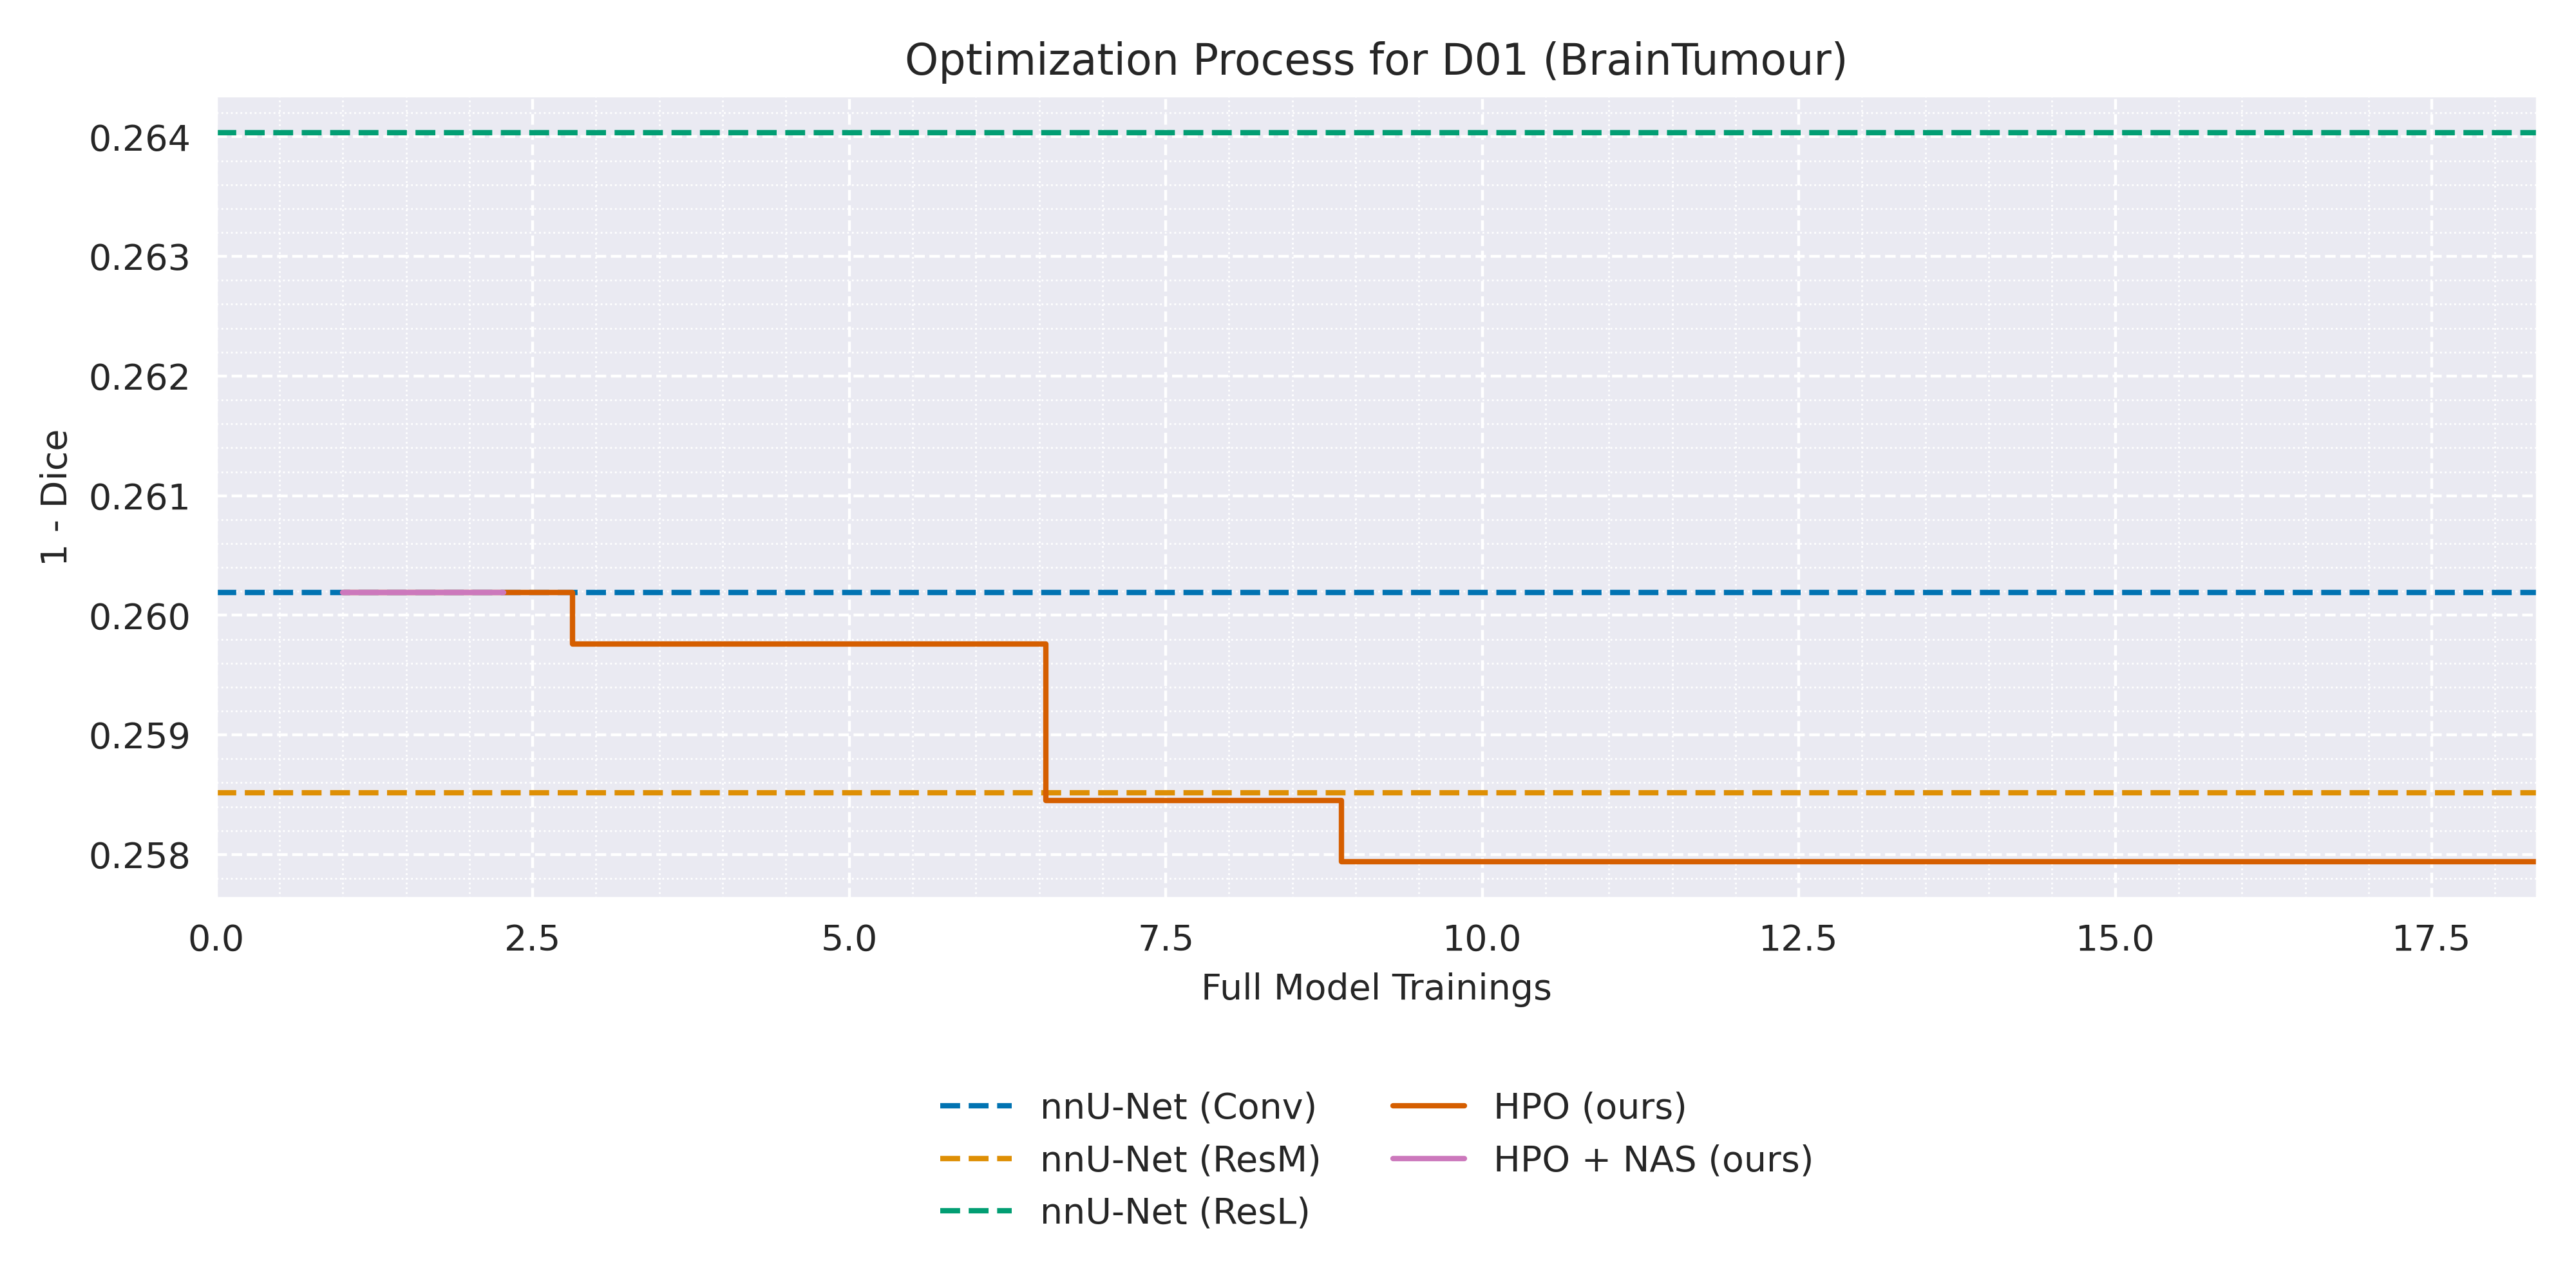 Optimization Process for D01 (BrainTumour)
0.264
0.263
0.262
0.261
0.260
0.259
0.258
1 - Dice
0.0 2.5 5.0 7.5 10.0 12.5 15.0 17.5
Full Model Trainings
nnU-Net (Conv)
nnU-Net (ResM)
nnU-Net (ResL)
HPO (ours)
HPO + NAS (ours)